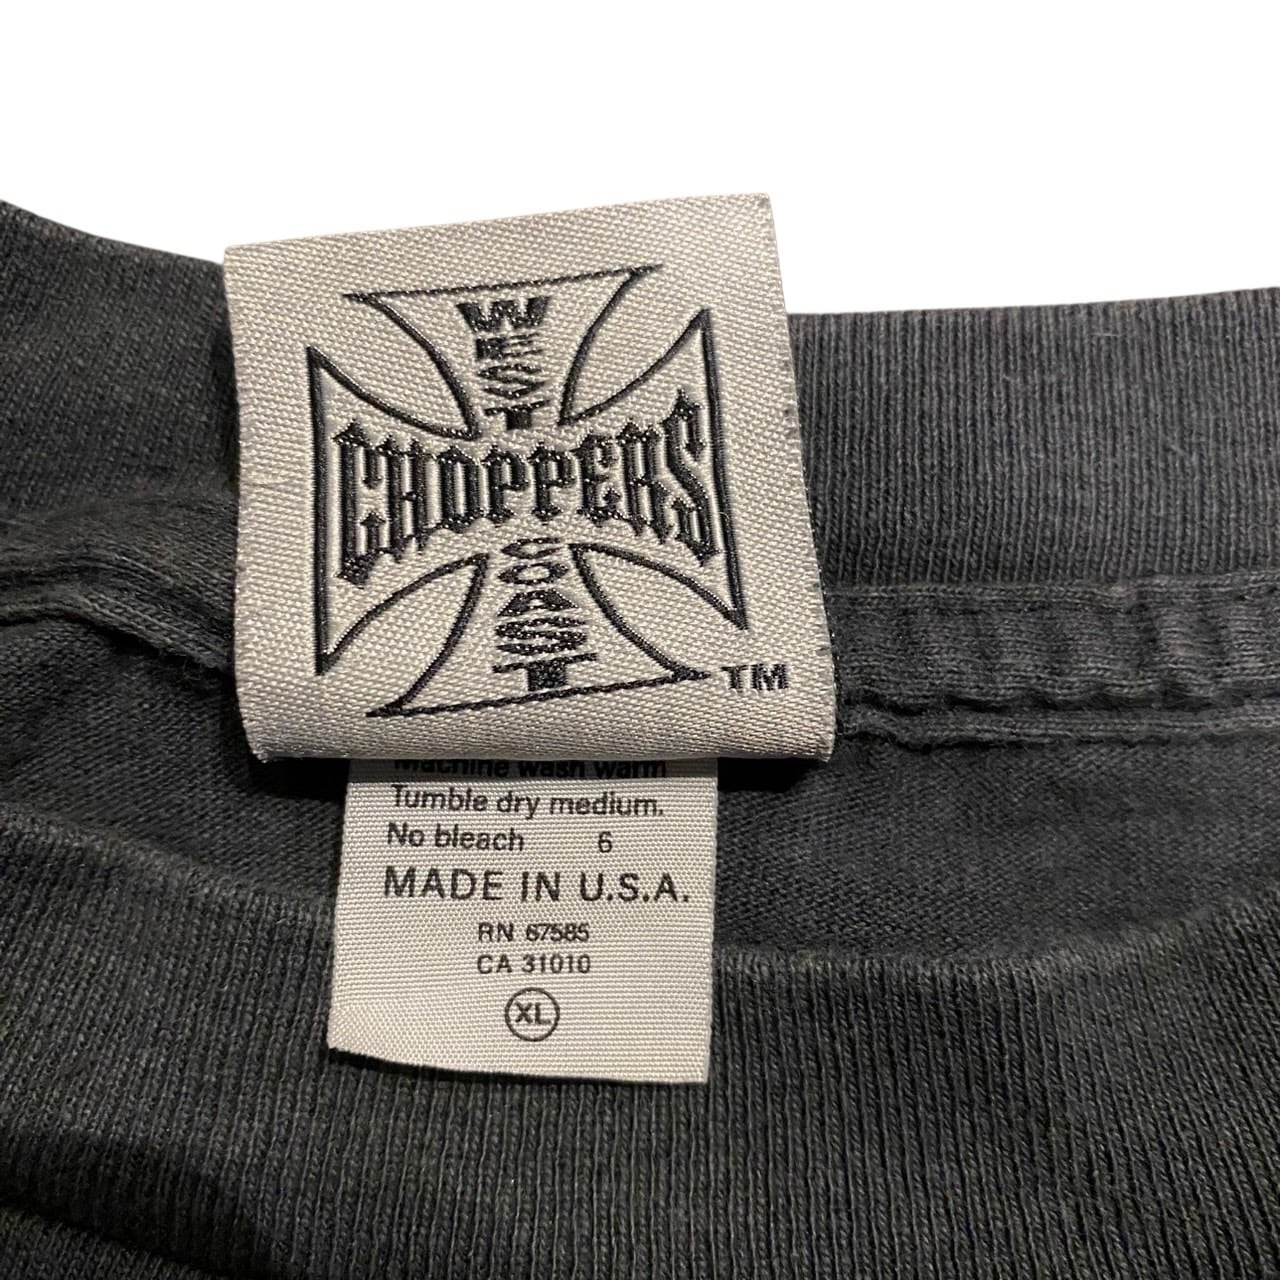 WEST
CHOPPERS
COAST
TM
Machine wash warm
Tumble dry medium.
No bleach 6
MADE IN U.S.A.
RN 67585
CA 31010
XL